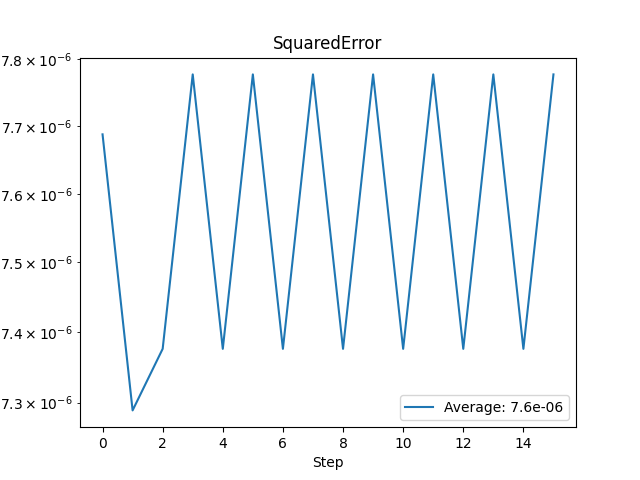 SquaredError
7.8 × 10⁻⁶
7.7 × 10⁻⁶
7.6 × 10⁻⁶
7.5 × 10⁻⁶
7.4 × 10⁻⁶
7.3 × 10⁻⁶
Average: 7.6e-06
0 2 4 6 8 10 12 14
Step